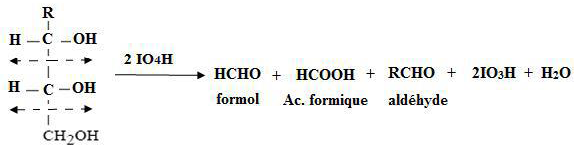 R
H — C — OH
2 IO4H
HCHO + HCOOH + RCHO + 2IO3H + H2O
H — C — OH
formol Ac. formique aldéhyde
CH2OH